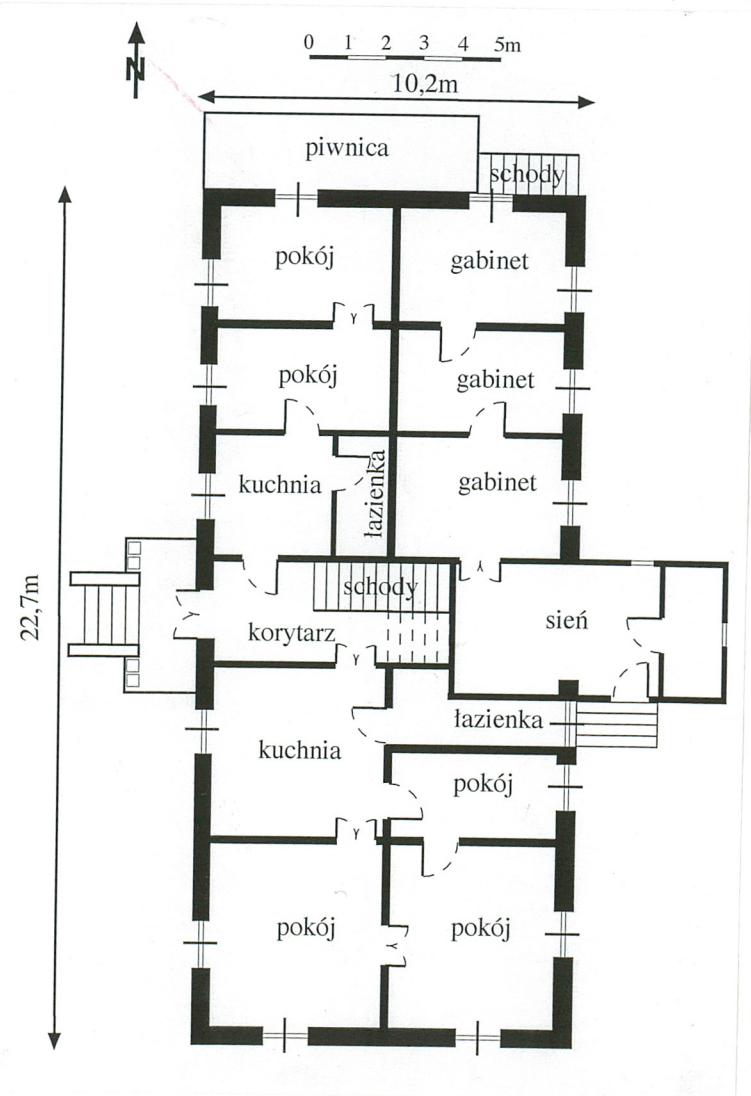 N
0 1 2 3 4 5m
10,2m
piwnica
schody
pokój
gabinet
pokój
gabinet
kuchnia
łazienka
gabinet
22,7m
schody
korytarz
sień
łazienka
kuchnia
pokój
pokój
pokój